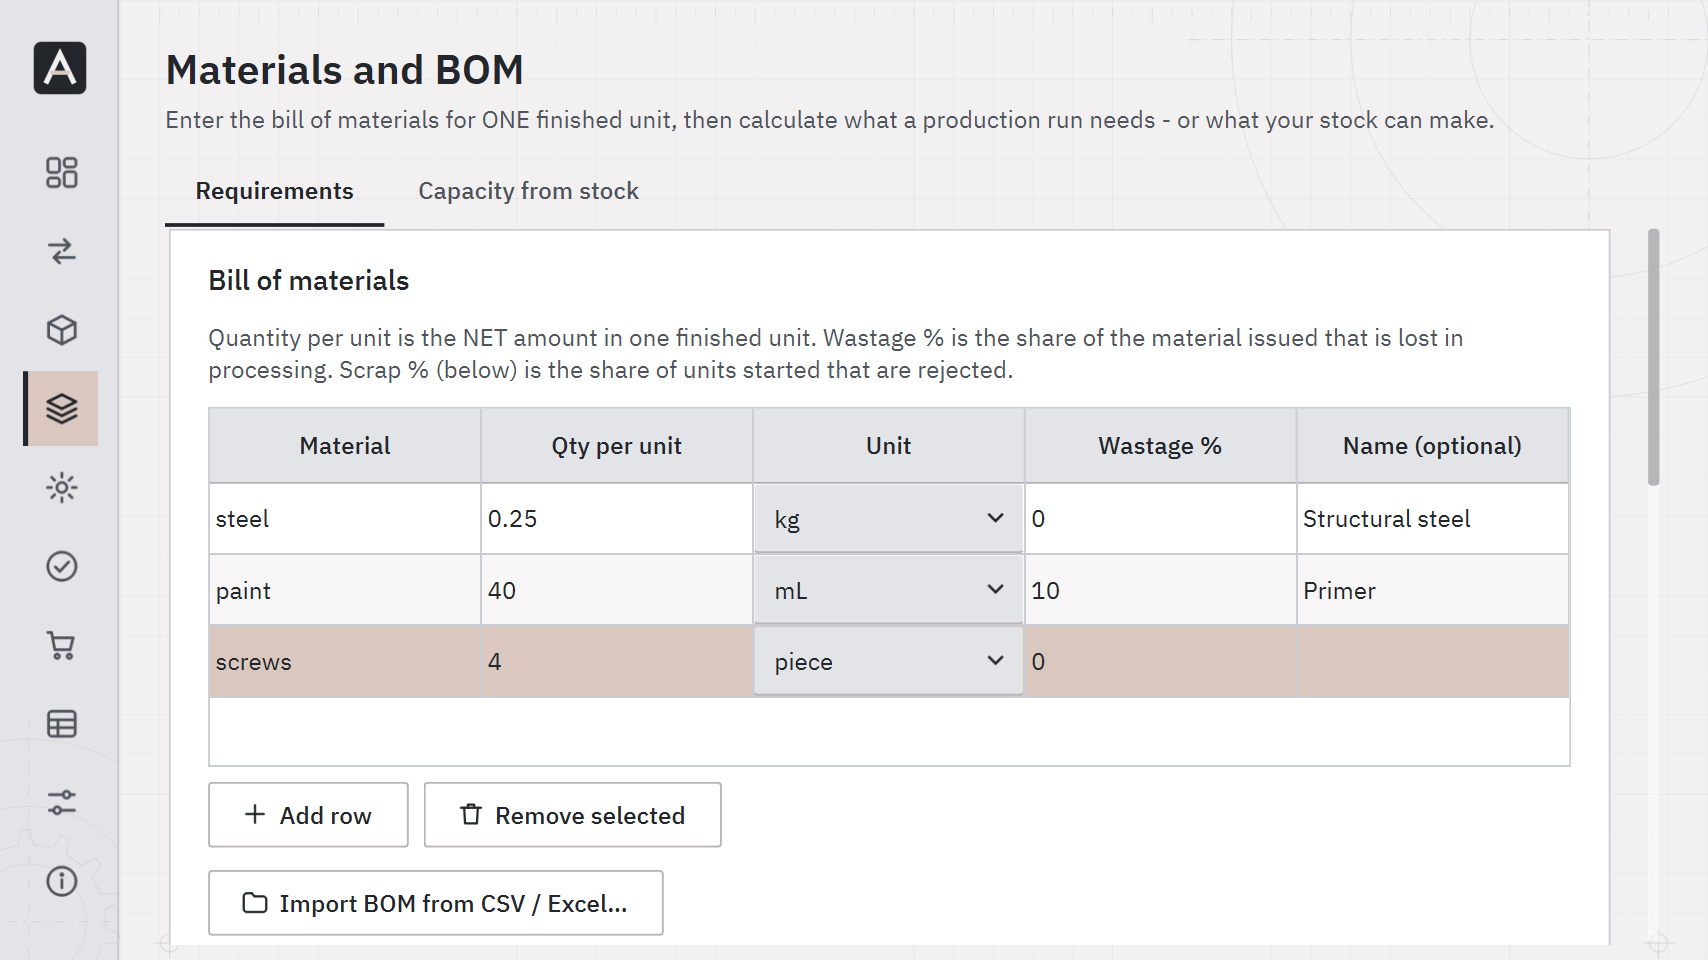 A
Materials and BOM
Enter the bill of materials for ONE finished unit, then calculate what a production run needs - or what your stock can make.
Requirements
Capacity from stock
Bill of materials
Quantity per unit is the NET amount in one finished unit. Wastage % is the share of the material issued that is lost in
processing. Scrap % (below) is the share of units started that are rejected.
Material Qty per unit Unit Wastage % Name (optional)
steel 0.25 kg 0 Structural steel
paint 40 mL 10 Primer
screws 4 piece 0
Add row
Remove selected
Import BOM from CSV / Excel...